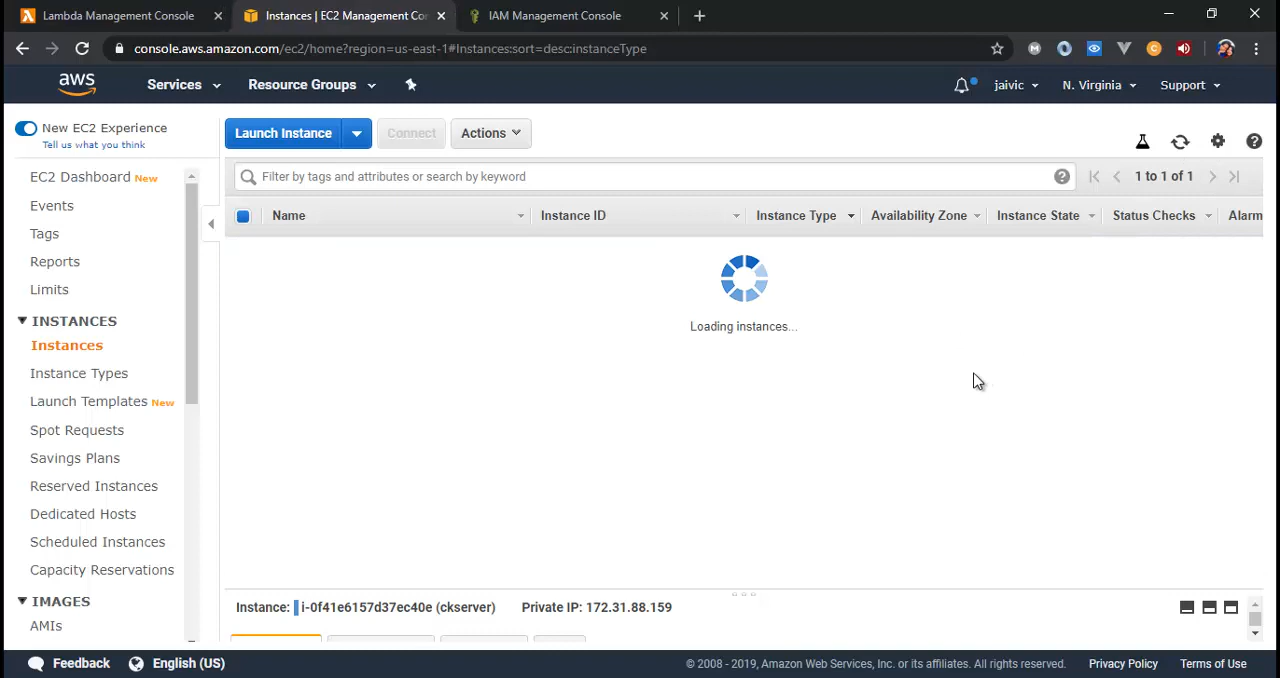 Lambda Management Console
Instances | EC2 Management Co
IAM Management Console
console.aws.amazon.com/ec2/home?region=us-east-1#Instances:sort=desc:instanceType
aws
Services
Resource Groups
jaivic
N. Virginia
Support
New EC2 Experience
Tell us what you think
EC2 Dashboard New
Events
Tags
Reports
Limits
INSTANCES
Instances
Instance Types
Launch Templates New
Spot Requests
Savings Plans
Reserved Instances
Dedicated Hosts
Scheduled Instances
Capacity Reservations
IMAGES
AMIs
Launch Instance
Connect
Actions
Filter by tags and attributes or search by keyword
1 to 1 of 1
Name
Instance ID
Instance Type
Availability Zone
Instance State
Status Checks
Alarm
Loading instances...
Instance: i-0f41e6157d37ec40e (ckserver) Private IP: 172.31.88.159
Feedback
English (US)
© 2008 - 2019, Amazon Web Services, Inc. or its affiliates. All rights reserved.
Privacy Policy
Terms of Use